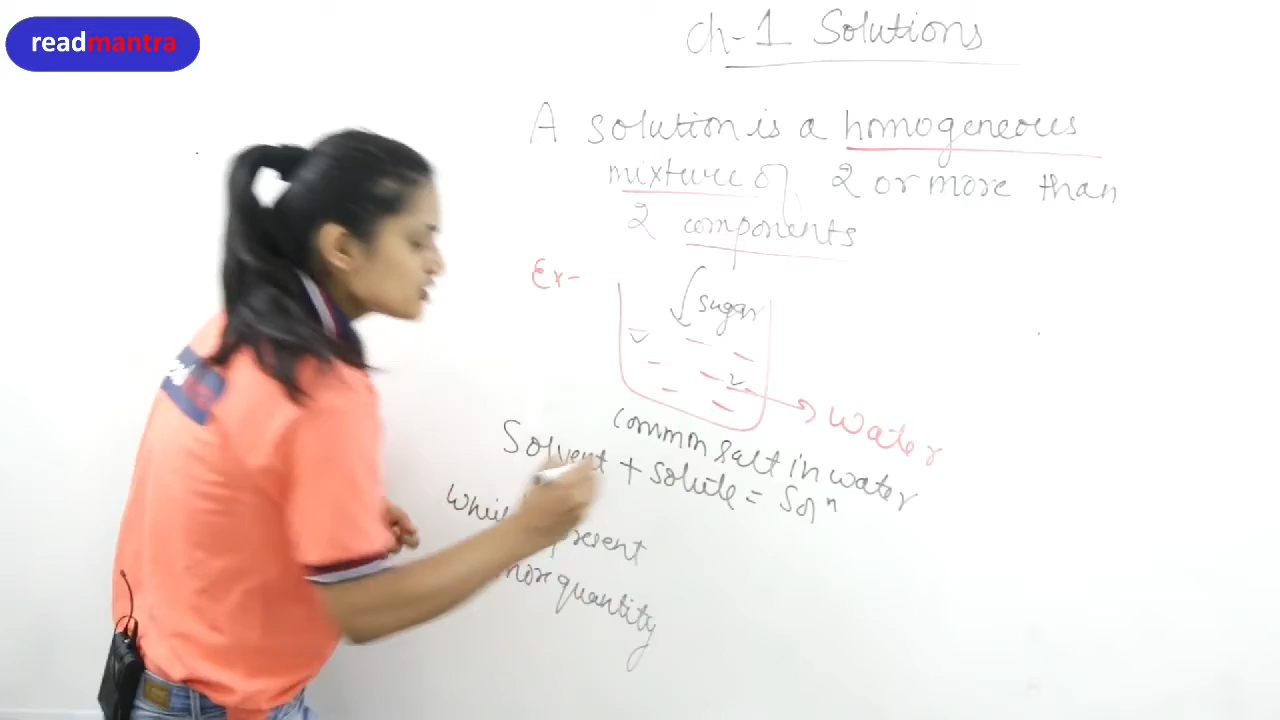 readmantra
Ch-1 Solutions
A solution is a homogeneous
mixture of 2 or more than
2 components
Ex-
sugar
Water
common salt in water
Solvent + solute = Solⁿ
present
more quantity